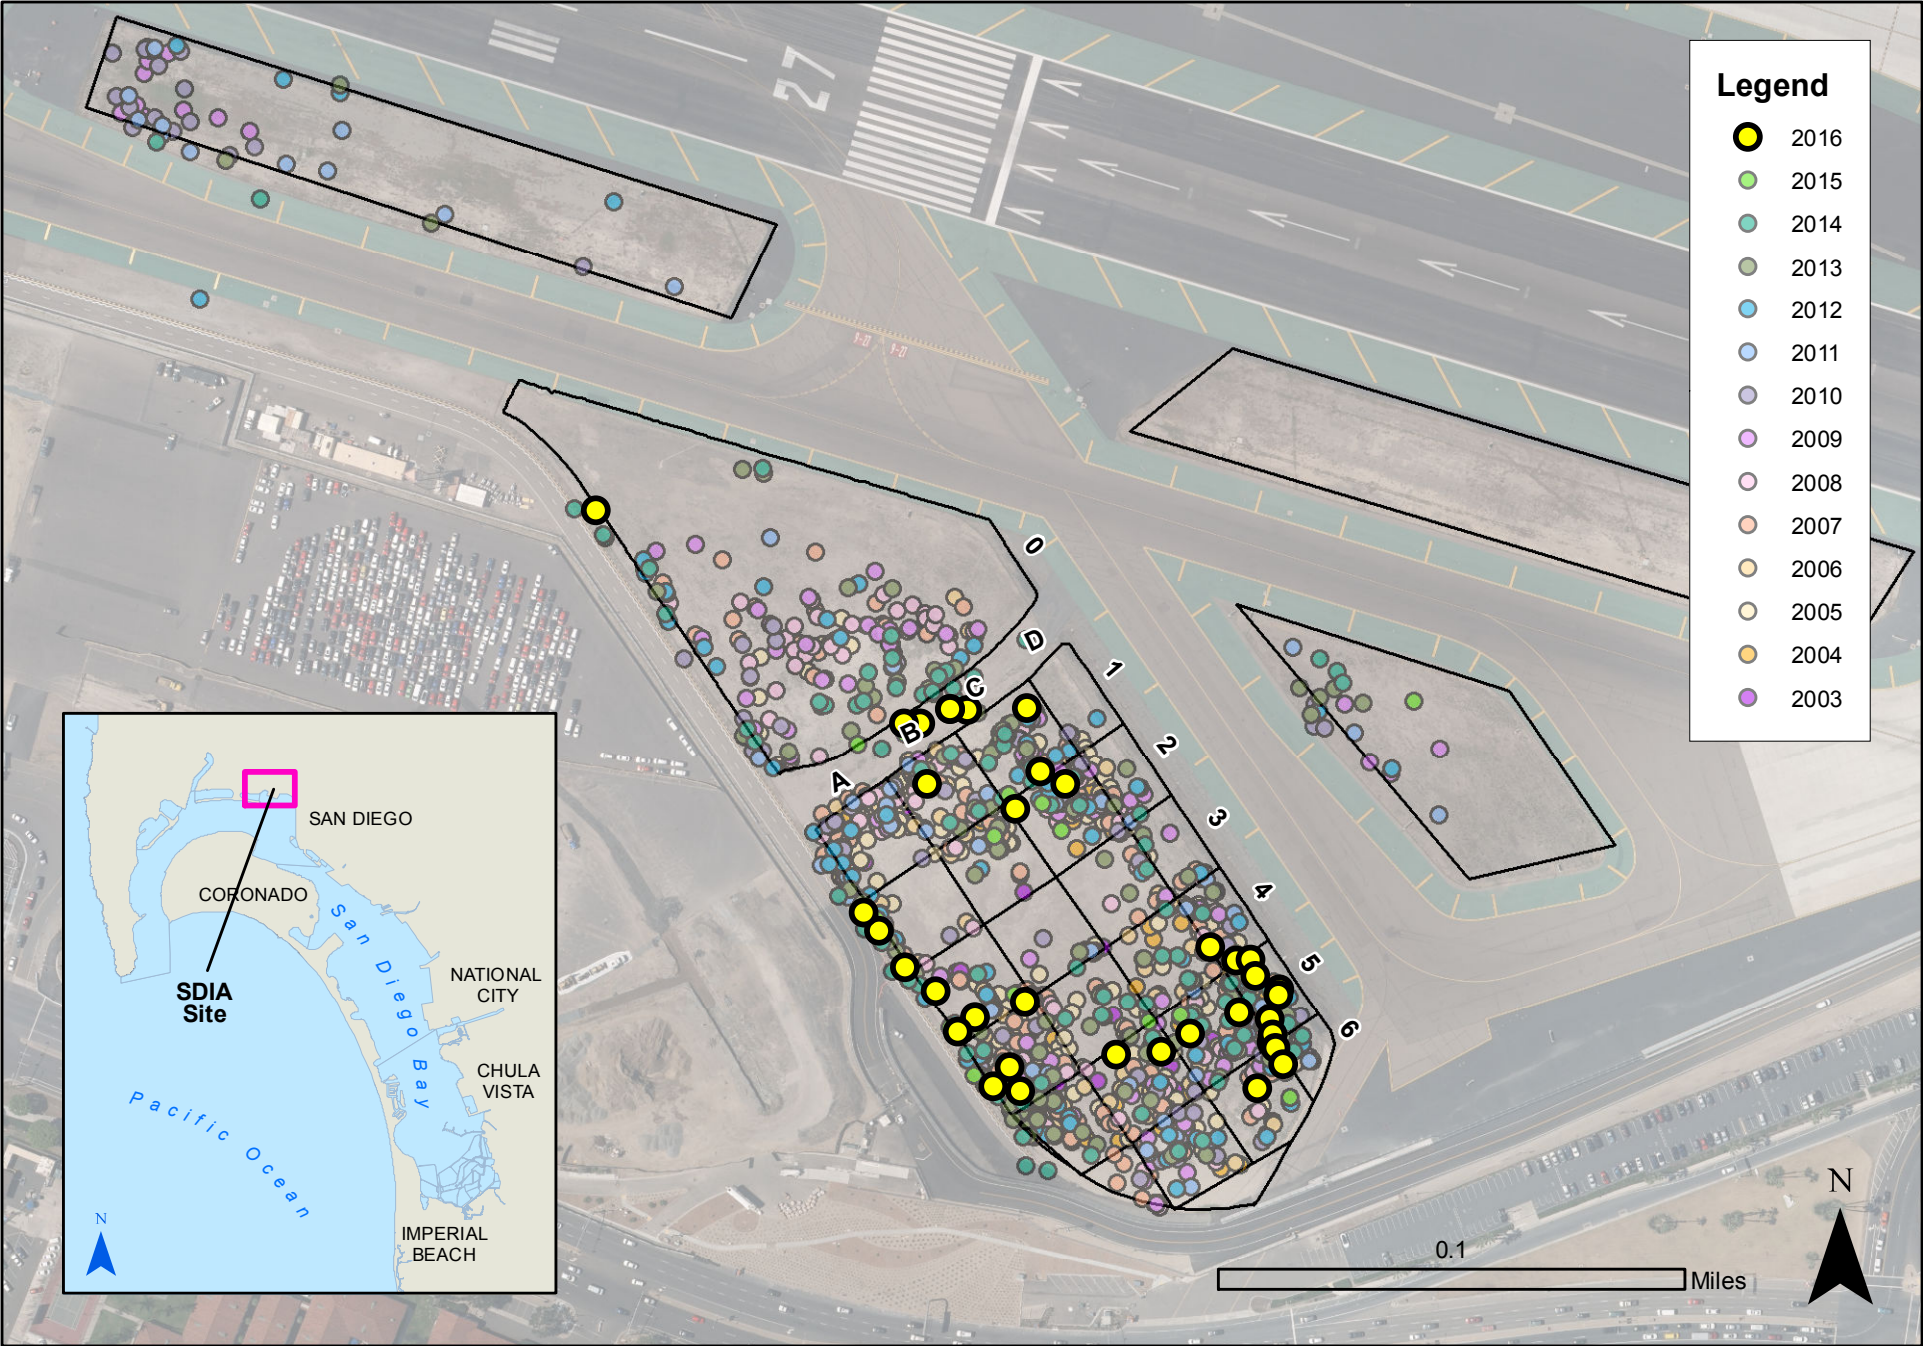 27
Legend
2016
2015
2014
2013
2012
2011
2010
2009
2008
2007
2006
2005
2004
2003
0
D
1
C
B
2
A
3
4
5
6
SAN DIEGO
CORONADO
San Diego Bay
NATIONAL
CITY
SDIA
Site
CHULA
VISTA
Pacific Ocean
IMPERIAL
BEACH
N
N
0.1
Miles